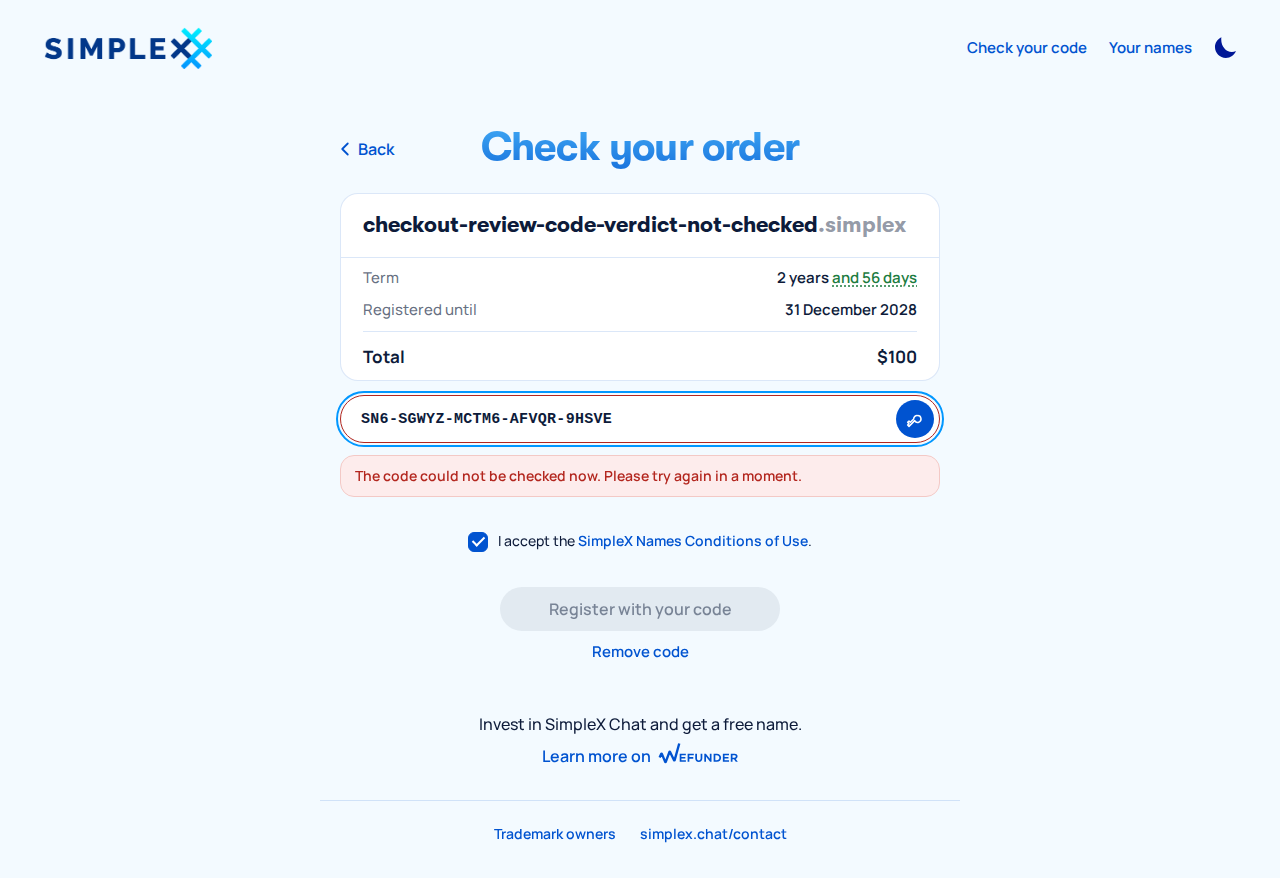 SIMPLEX
Check your code
Your names
Back
Check your order
checkout-review-code-verdict-not-checked.simplex
Term
2 years and 56 days
Registered until
31 December 2028
Total
$100
SN6-SGWYZ-MCTM6-AFVQR-9HSVE
The code could not be checked now. Please try again in a moment.
I accept the SimpleX Names Conditions of Use.
Register with your code
Remove code
Invest in SimpleX Chat and get a free name.
Learn more on WEFUNDER
Trademark owners
simplex.chat/contact